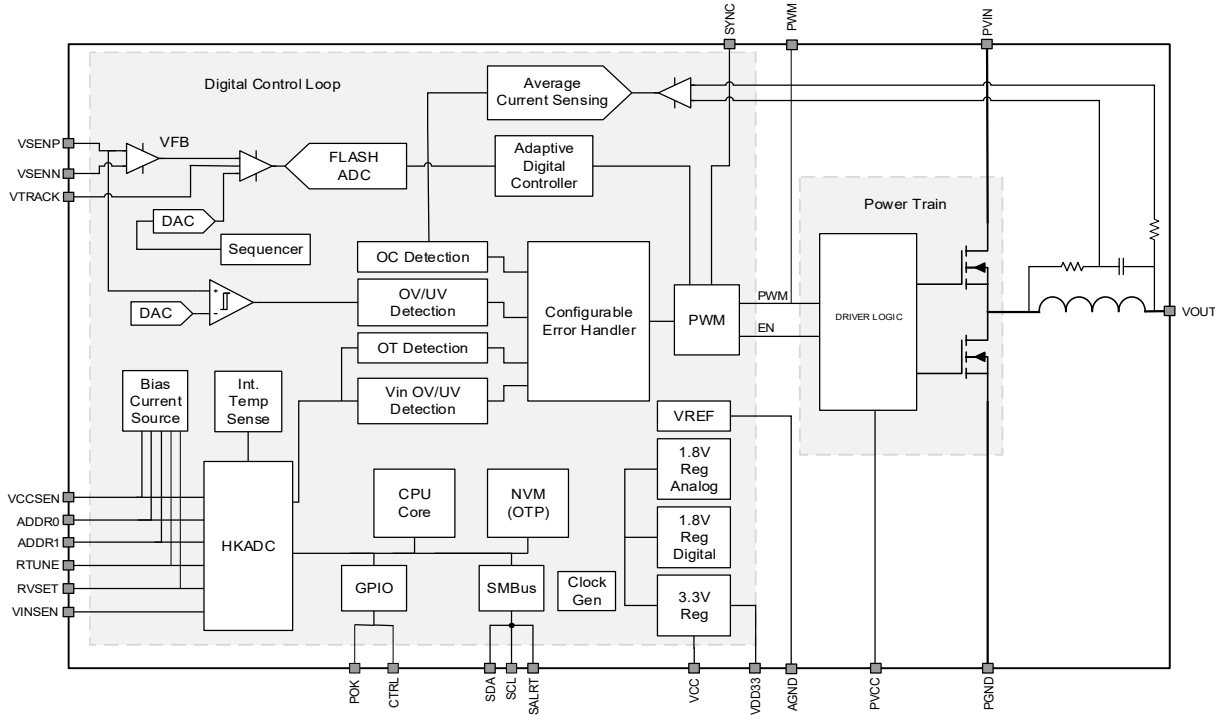 SYNC
PWM
PVIN
Digital Control Loop
Average
Current Sensing
VSENP
VSENN
VTRACK
VFB
FLASH
ADC
Adaptive
Digital
Controller
DAC
Sequencer
Power Train
OC Detection
OV/UV
Detection
OT Detection
Vin OV/UV
Detection
Configurable
Error Handler
DAC
+
-
PWM
PWM
EN
DRIVER LOGIC
VOUT
Bias
Current
Source
Int.
Temp
Sense
VREF
1.8V
Reg
Analog
1.8V
Reg
Digital
3.3V
Reg
VCCSEN
ADDR0
ADDR1
RTUNE
RVSET
VINSEN
HKADC
CPU
Core
NVM
(OTP)
GPIO
SMBus
Clock
Gen
POK
CTRL
SDA
SCL
SALRT
VCC
VDD33
AGND
PVCC
PGND